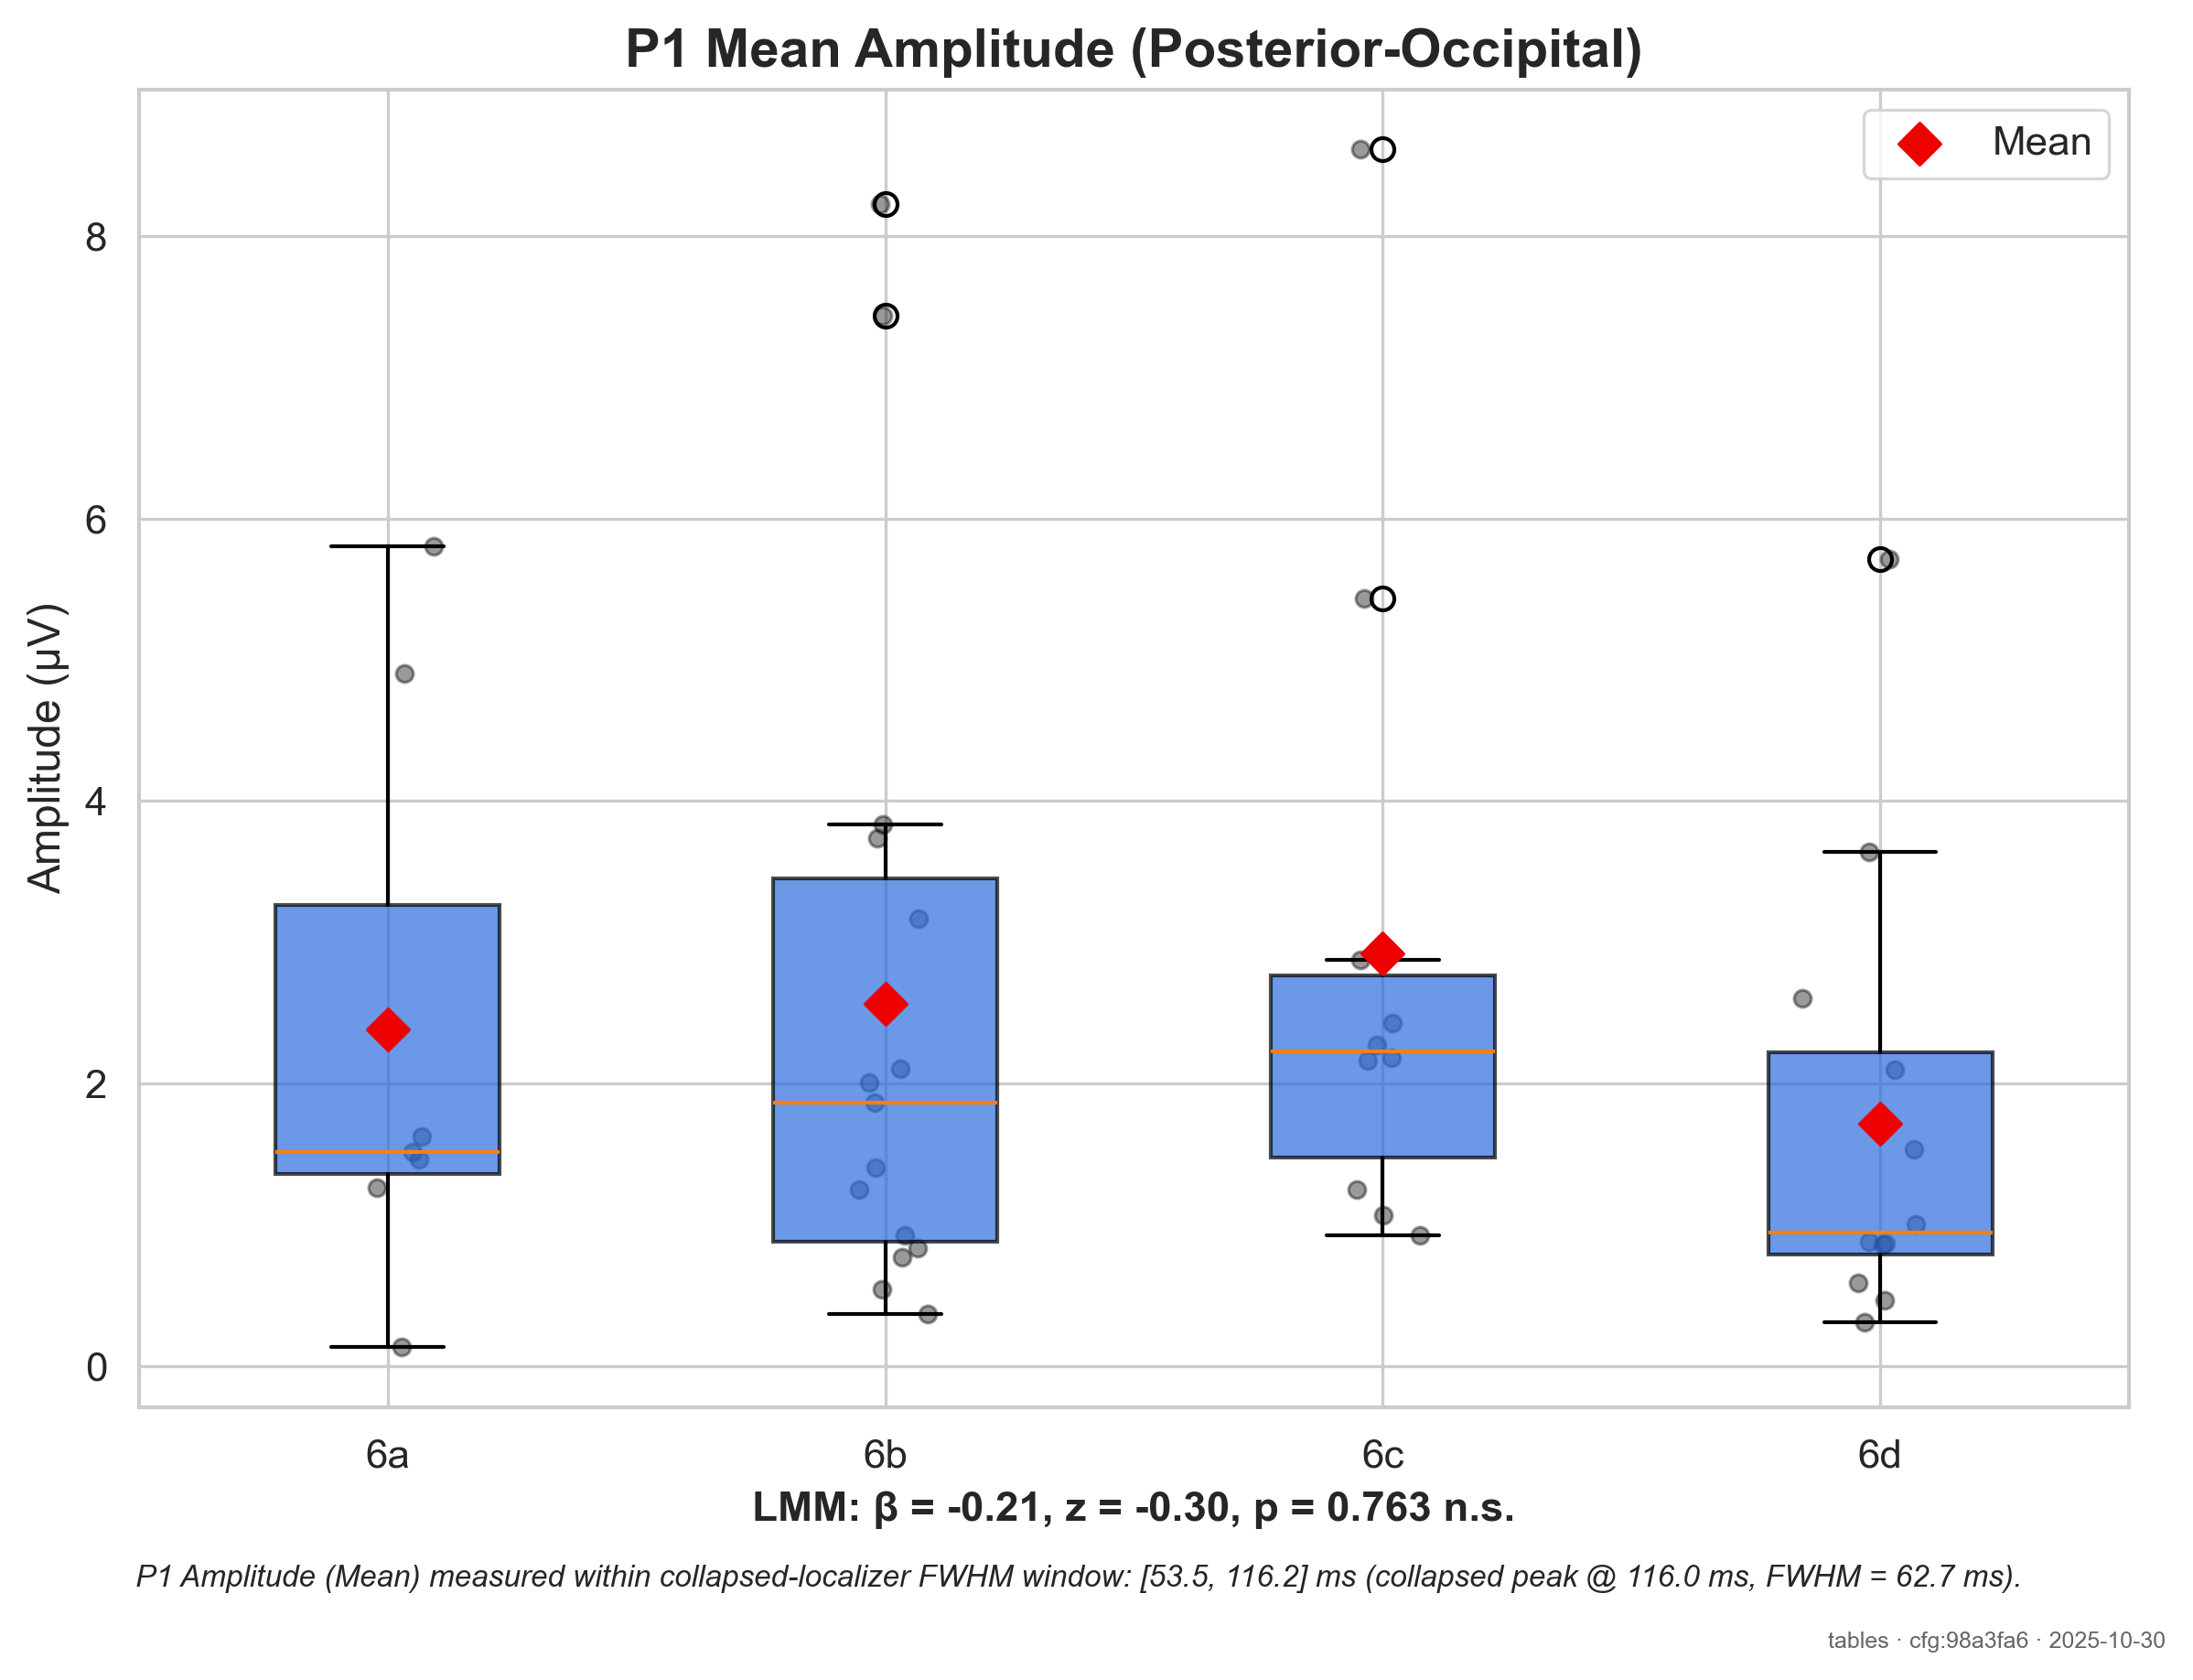 P1 Mean Amplitude (Posterior-Occipital)
Mean
Amplitude (μV)
8
6
4
2
0
6a 6b 6c 6d
LMM: β = -0.21, z = -0.30, p = 0.763 n.s.
P1 Amplitude (Mean) measured within collapsed-localizer FWHM window: [53.5, 116.2] ms (collapsed peak @ 116.0 ms, FWHM = 62.7 ms).
tables · cfg:98a3fa6 · 2025-10-30